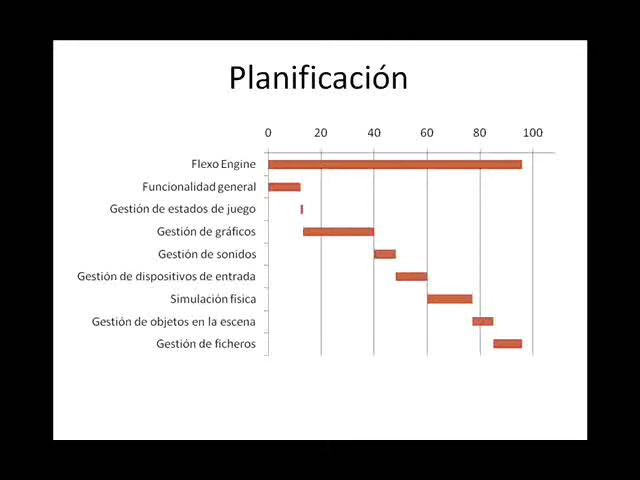 Planificación
0 20 40 60 80 100
Flexo Engine
Funcionalidad general
Gestión de estados de juego
Gestión de gráficos
Gestión de sonidos
Gestión de dispositivos de entrada
Simulación física
Gestión de objetos en la escena
Gestión de ficheros